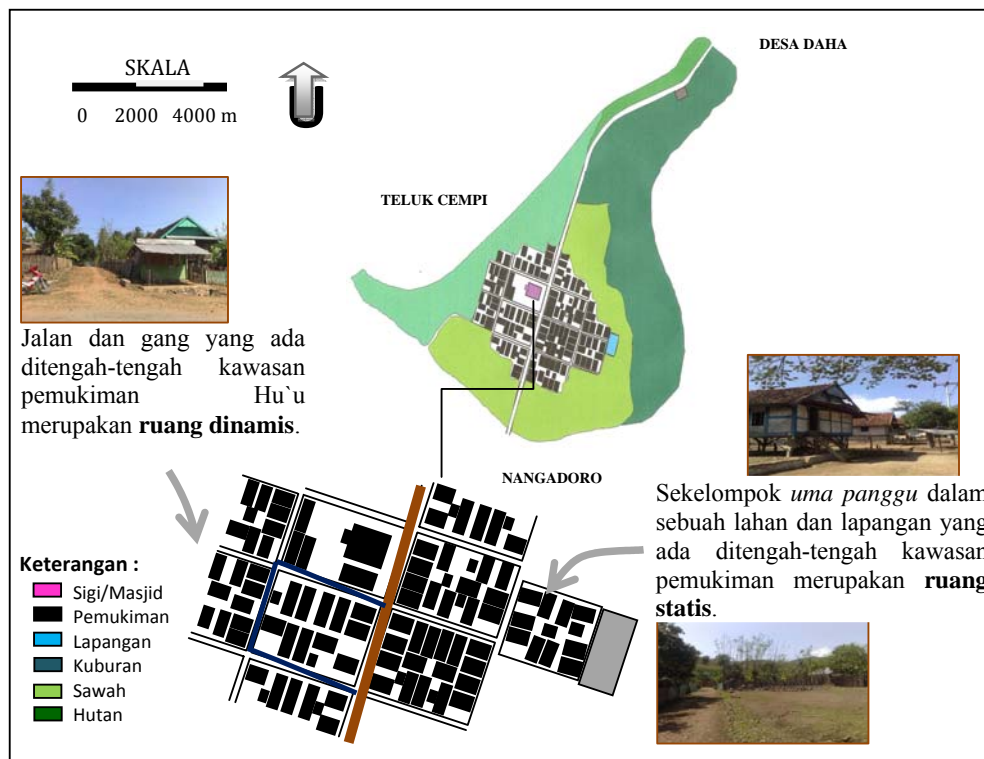 SKALA
0 2000 4000 m
DESA DAHA
TELUK CEMPI
Jalan dan gang yang ada
ditengah-tengah kawasan
pemukiman Hu`u
merupakan ruang dinamis.
NANGADORO
Sekelompok uma panggu dalam
sebuah lahan dan lapangan yang
ada ditengah-tengah kawasan
pemukiman merupakan ruang
statis.
Keterangan :
Sigi/Masjid
Pemukiman
Lapangan
Kuburan
Sawah
Hutan